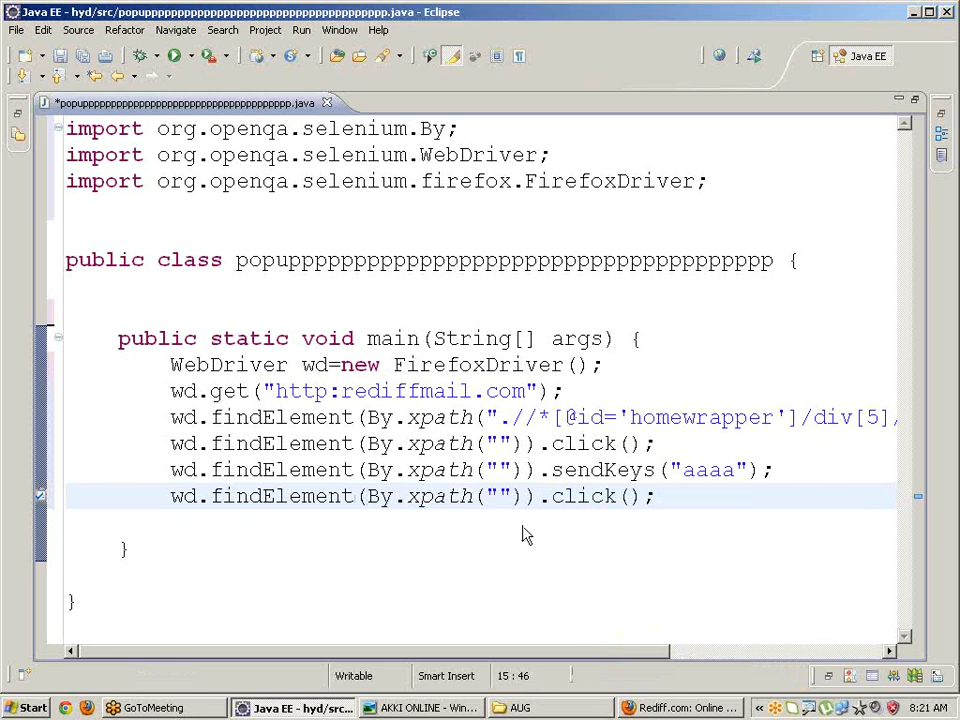 Java EE - hyd/src/popuppppppppppppppppppppppppppppppppppppp.java - Eclipse
File Edit Source Refactor Navigate Search Project Run Window Help
Java EE
*popuppppppppppppppppppppppppppppppppppppp.java
import org.openqa.selenium.By;
import org.openqa.selenium.WebDriver;
import org.openqa.selenium.firefox.FirefoxDriver;
public class popuppppppppppppppppppppppppppppppppppppp {
public static void main(String[] args) {
WebDriver wd=new FirefoxDriver();
wd.get("http:rediffmail.com");
wd.findElement(By.xpath(".//*[@id='homewrapper']/div[5],
wd.findElement(By.xpath("")).click();
wd.findElement(By.xpath("")).sendKeys("aaaa");
wd.findElement(By.xpath("")).click();
}
}
Writable Smart Insert 15 : 46
Start GoToMeeting Java EE - hyd/src... AKKI ONLINE - Win... AUG Rediff.com: Online ... « 8:21 AM